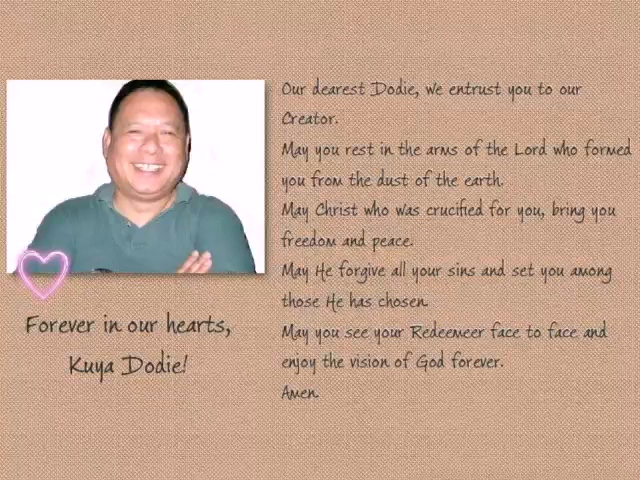 Our dearest Dodie, we entrust you to our
Creator.
May you rest in the arms of the Lord who formed
you from the dust of the earth.
May Christ who was crucified for you, bring you
freedom and peace.
May He forgive all your sins and set you among
those He has chosen.
May you see your Redeemeer face to face and
enjoy the vision of God forever.
Amen.
Forever in our hearts,
Kuya Dodie!